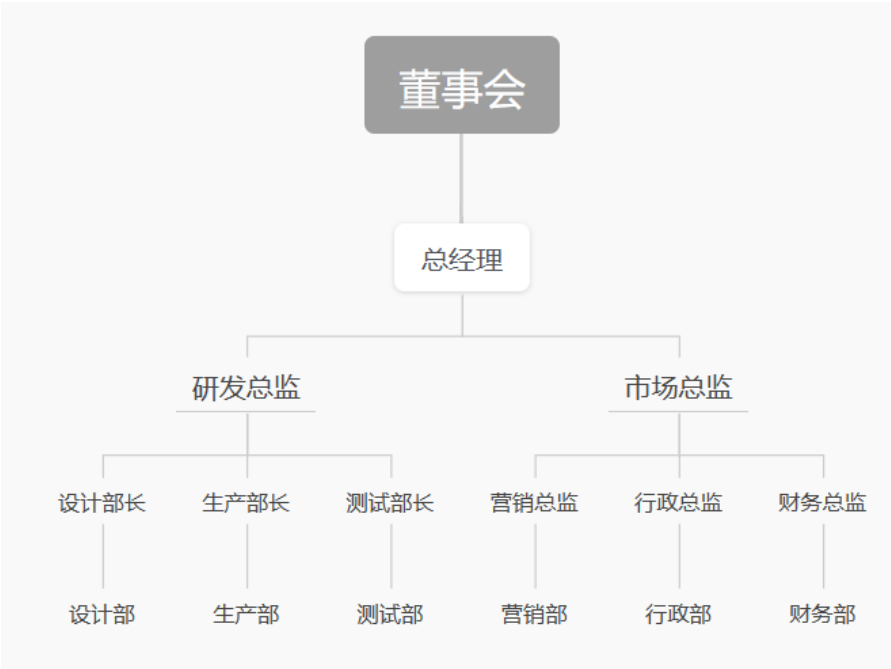 董事会
总经理
研发总监 市场总监
设计部长 生产部长 测试部长 营销总监 行政总监 财务总监
设计部 生产部 测试部 营销部 行政部 财务部